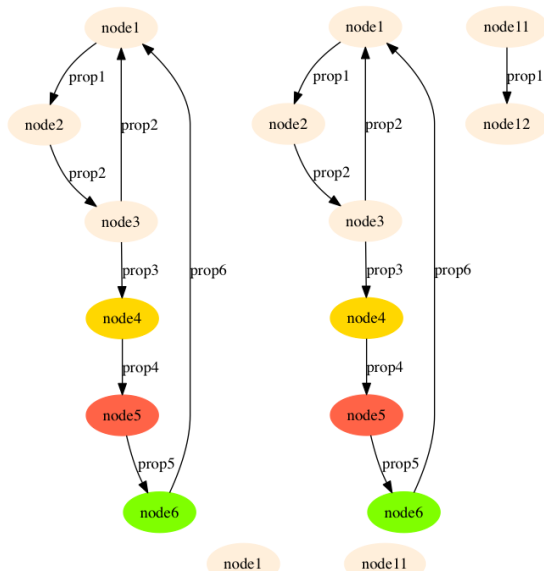 node1 node1 node11
prop1 prop1 prop1
node2 node2 node12
prop2 prop2
prop2 prop2
node3 node3
prop3 prop6 prop3 prop6
node4 node4
prop4 prop4
node5 node5
prop5 prop5
node6 node6
node1 node11